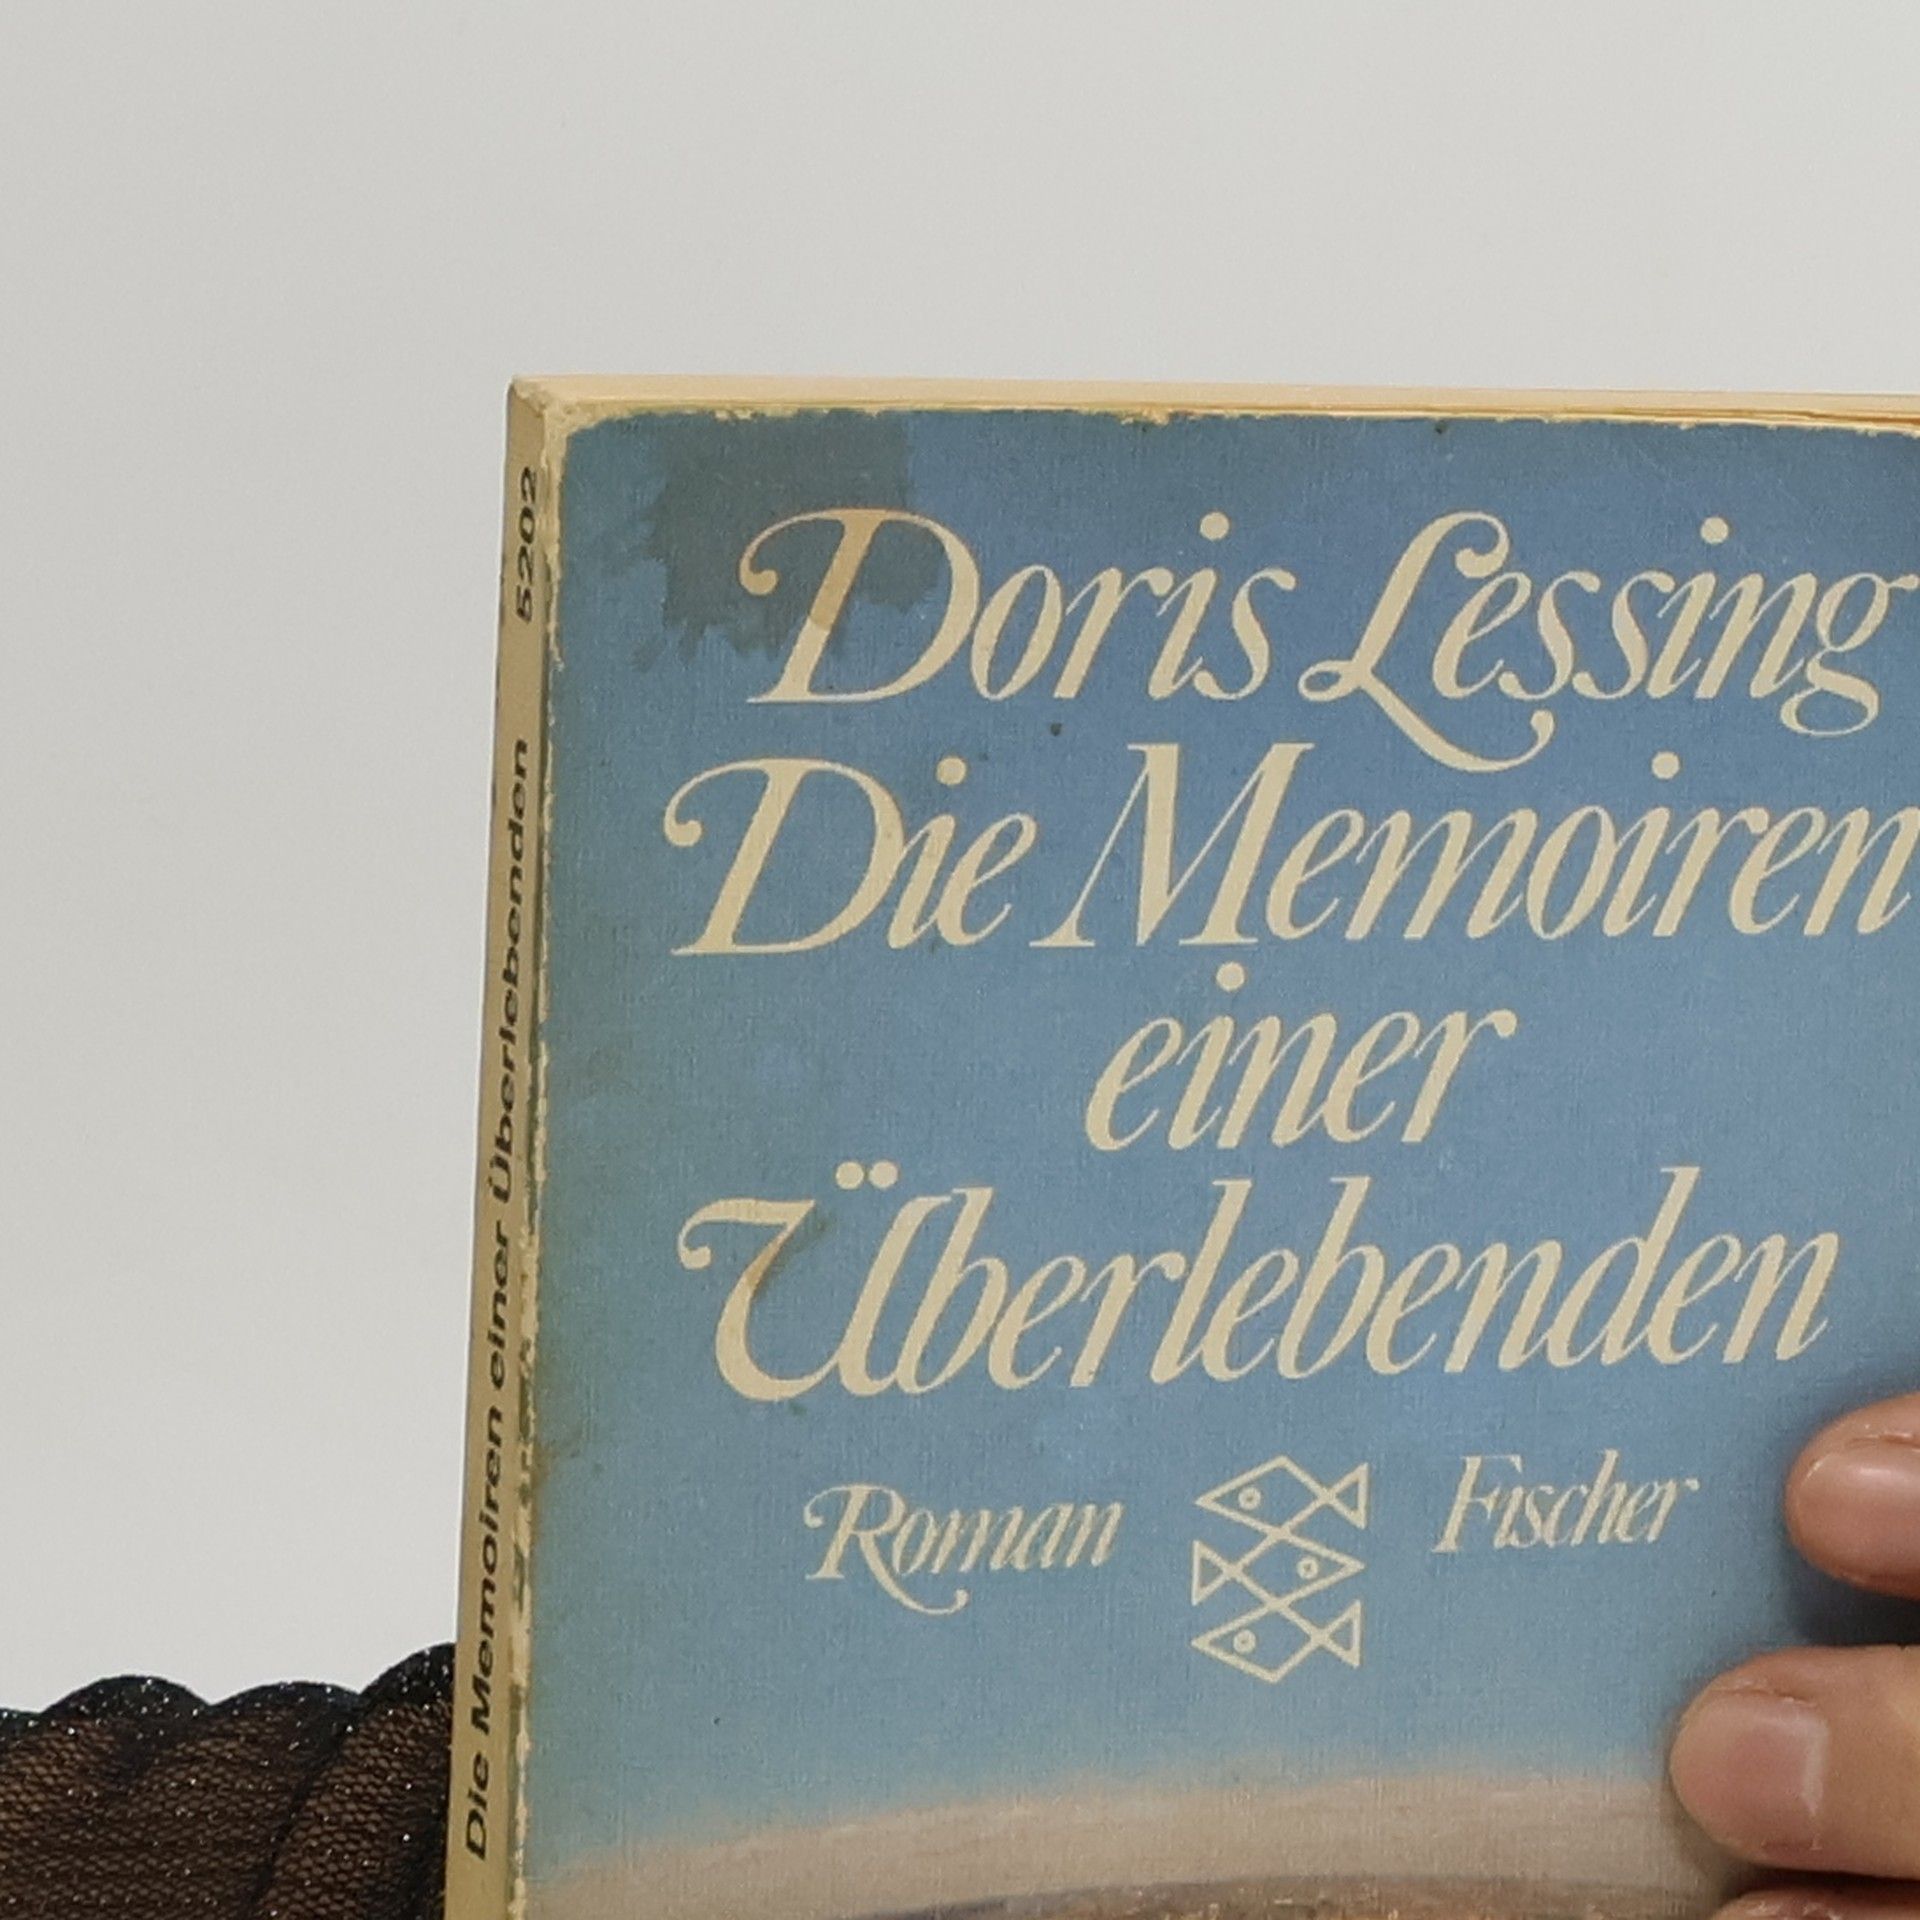 Doris Lessing
Die Memoiren
einer
Überlebenden
Roman Fischer
Die Memoiren einer Überlebenden 5202